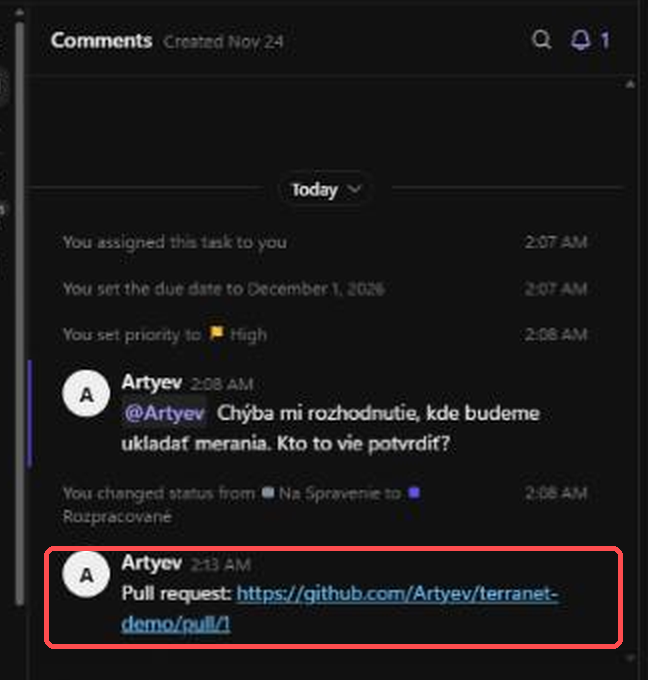 Comments Created Nov 24 1
Today
You assigned this task to you 2:07 AM
You set the due date to December 1, 2026 2:07 AM
You set priority to High 2:08 AM
A Artyev 2:08 AM
@Artyev Chýba mi rozhodnutie, kde budeme
ukladať merania. Kto to vie potvrdiť?
You changed status from Na Spravenie to 2:08 AM
Rozpracované
A Artyev 2:13 AM
Pull request: https://github.com/Artyev/terranet-
demo/pull/1